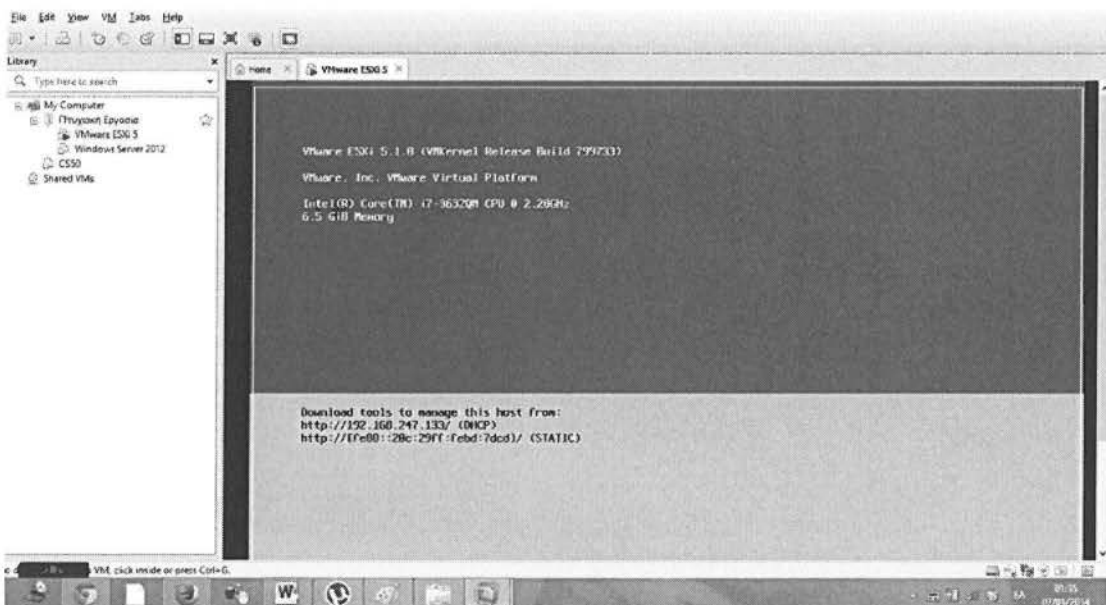 File Edit View VM Tabs Help
Library
Type here to search
My Computer
Πτυχιακη Εργασια
VMware ESXi 5
Windows Server 2012
CS50
Shared VMs
Home
VMware ESXi 5
VMware ESXi 5.1.0 (VMKernel Release Build 799733)
VMware, Inc. VMware Virtual Platform
Intel(R) Core(TM) i7-3632QM CPU @ 2.20GHz
6.5 GiB Memory
Download tools to manage this host from:
http://192.168.247.133/ (DHCP)
http://[fe80::20c:29ff:febd:7dcd]/ (STATIC)
VM, click inside or press Ctrl+G.
W
EΛ